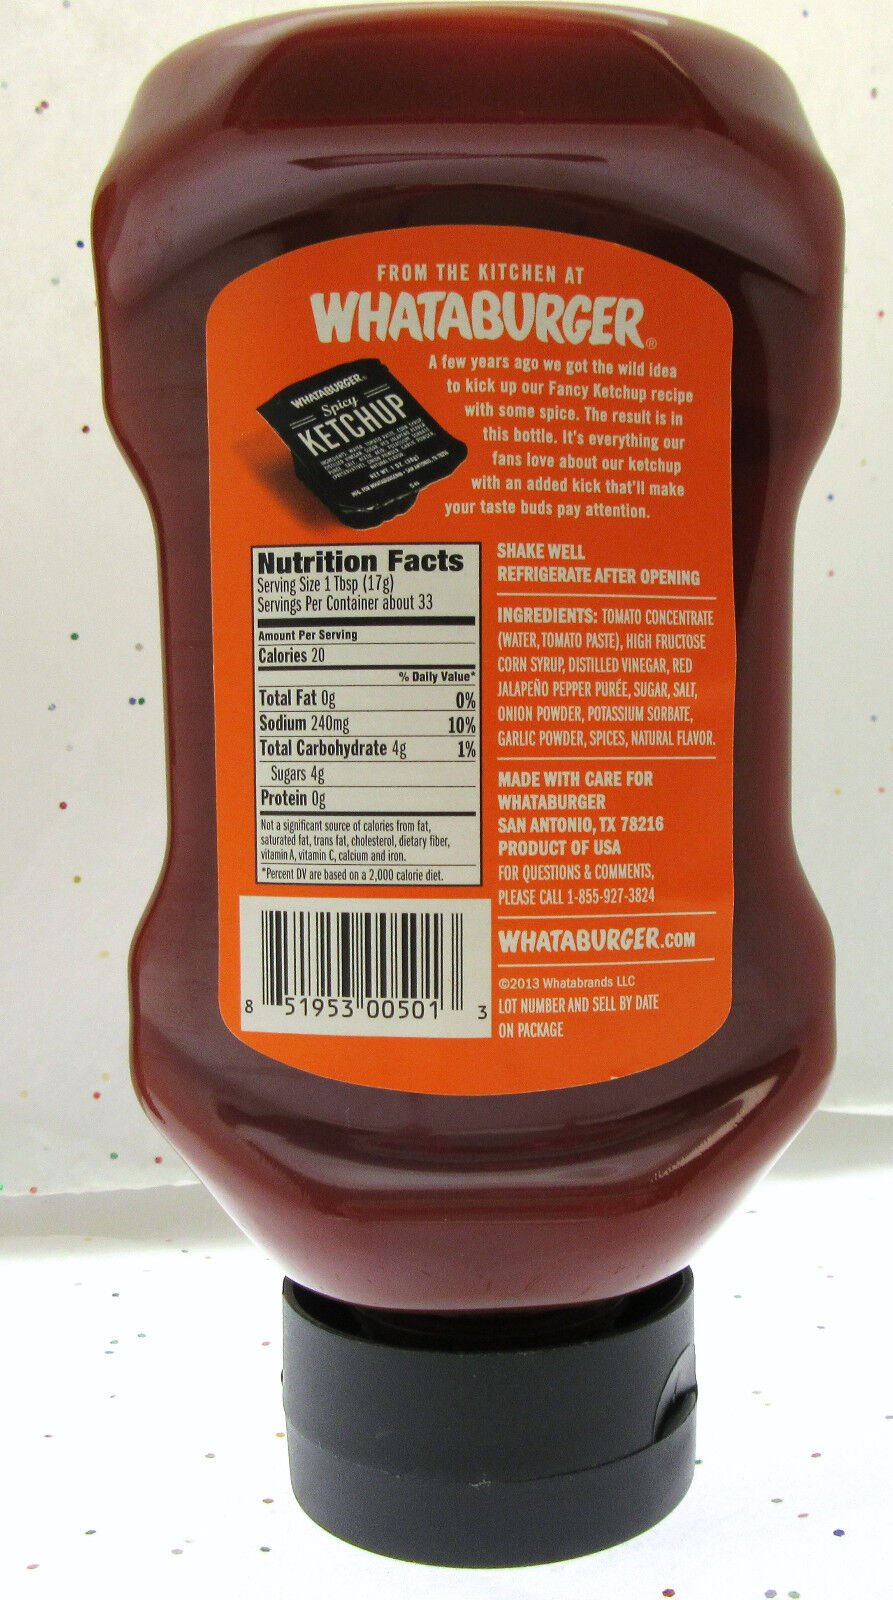 FROM THE KITCHEN AT
WHATABURGER®
A few years ago we got the wild idea
to kick up our Fancy Ketchup recipe
with some spice. The result is in
this bottle. It's everything our
fans love about our ketchup
with an added kick that'll make
your taste buds pay attention.
WHATABURGER®
Spicy
KETCHUP
NET WT 1 OZ. (28g)
Nutrition Facts
Serving Size 1 Tbsp (17g)
Servings Per Container about 33
Amount Per Serving
Calories 20
% Daily Value*
Total Fat 0g 0%
Sodium 240mg 10%
Total Carbohydrate 4g 1%
Sugars 4g
Protein 0g
Not a significant source of calories from fat,
saturated fat, trans fat, cholesterol, dietary fiber,
vitamin A, vitamin C, calcium and iron.
*Percent DV are based on a 2,000 calorie diet.
8 51953 00501 3
SHAKE WELL
REFRIGERATE AFTER OPENING
INGREDIENTS: TOMATO CONCENTRATE
(WATER, TOMATO PASTE), HIGH FRUCTOSE
CORN SYRUP, DISTILLED VINEGAR, RED
JALAPEÑO PEPPER PURÉE, SUGAR, SALT,
ONION POWDER, POTASSIUM SORBATE,
GARLIC POWDER, SPICES, NATURAL FLAVOR.
MADE WITH CARE FOR
WHATABURGER
SAN ANTONIO, TX 78216
PRODUCT OF USA
FOR QUESTIONS & COMMENTS,
PLEASE CALL 1-855-927-3824
WHATABURGER.COM
©2013 Whatabrands LLC
LOT NUMBER AND SELL BY DATE
ON PACKAGE